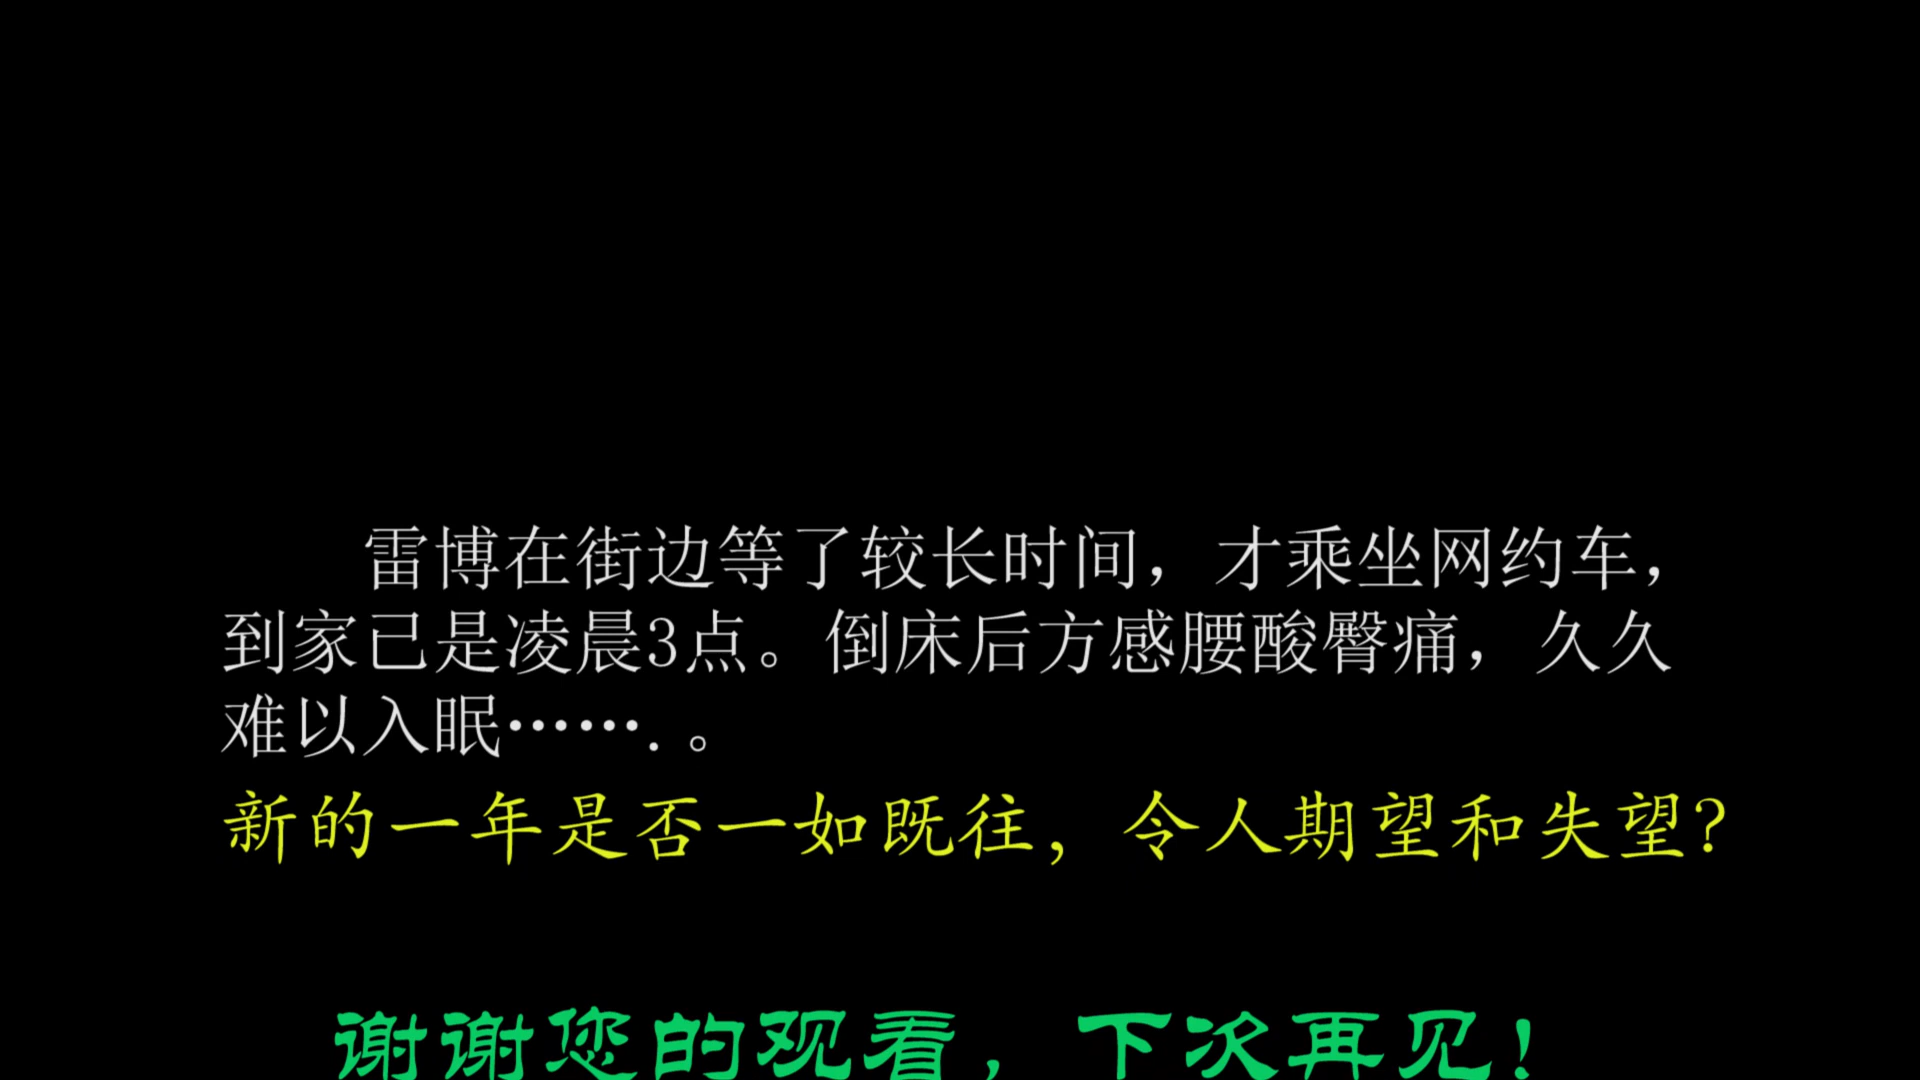 雷博在街边等了较长时间，才乘坐网约车，
到家已是凌晨3点。倒床后方感腰酸臀痛，久久
难以入眠…….。
新的一年是否一如既往，令人期望和失望?
谢谢您的观看，下次再见!